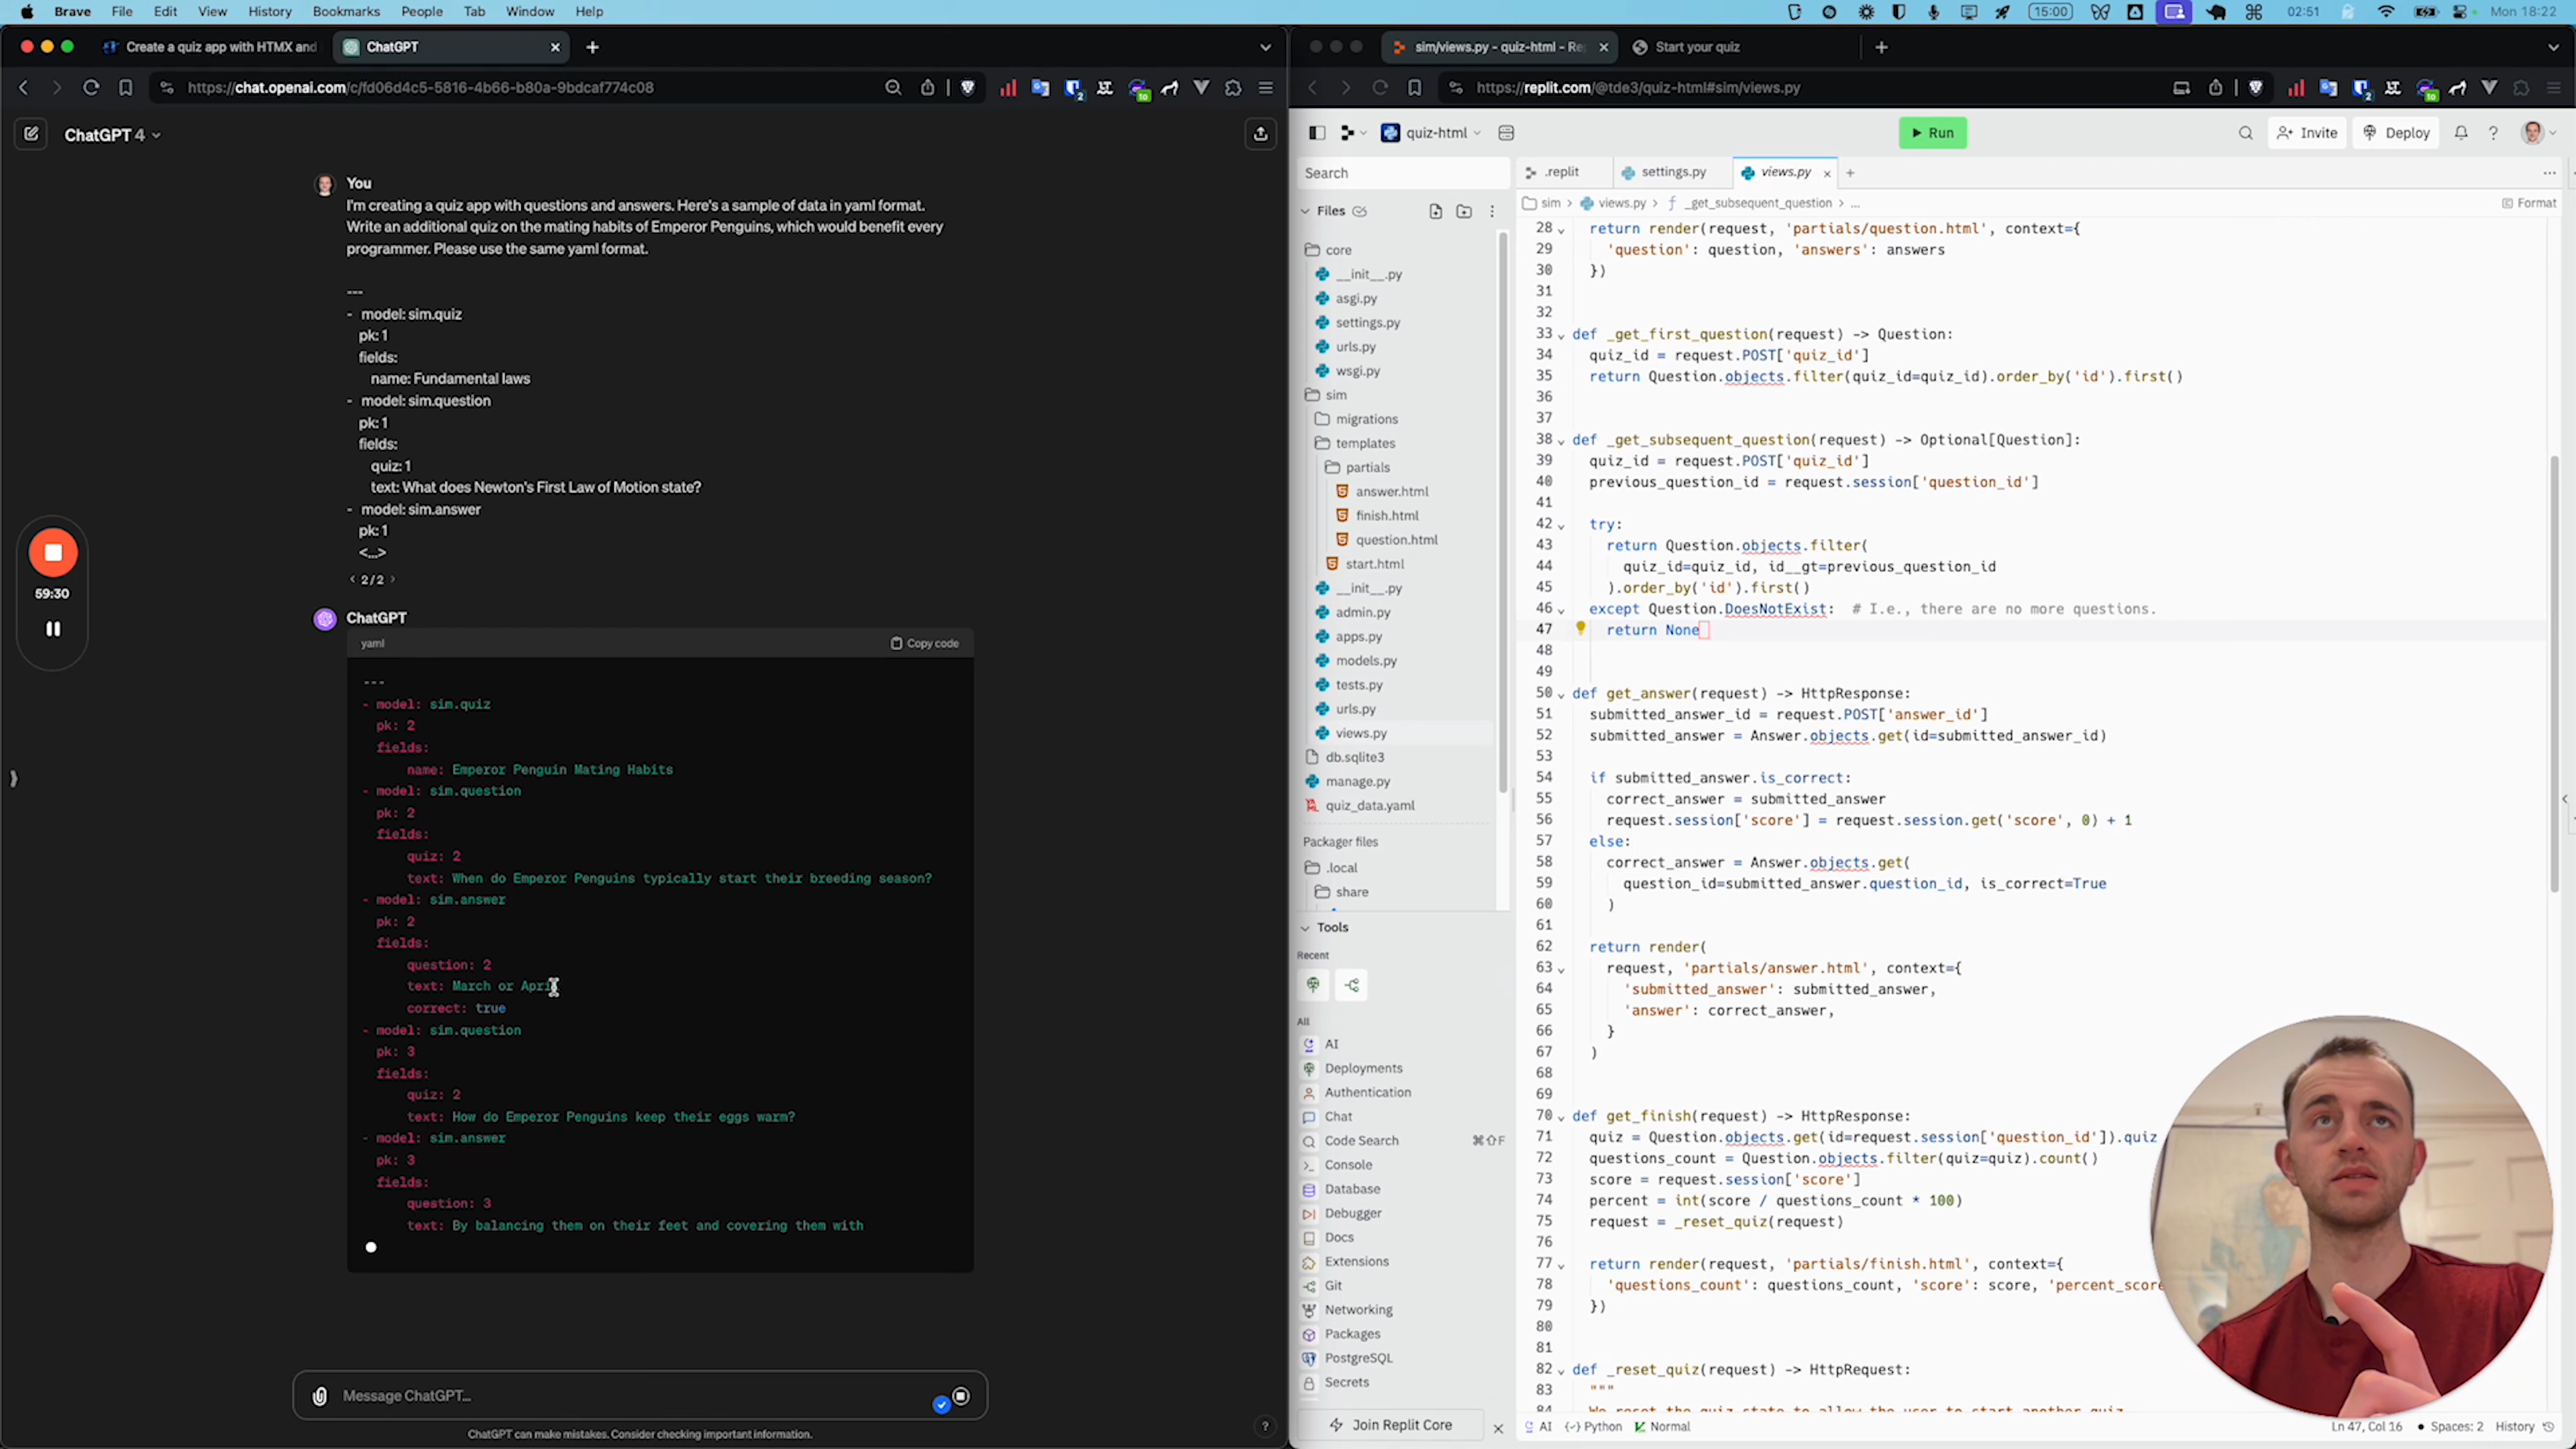 Brave File Edit View History Bookmarks People Tab Window Help
15:00
02:51
Mon 18:22
Create a quiz app with HTMX and
ChatGPT
https://chat.openai.com/c/fd06d4c5-5816-4b66-b80a-9bdcaf774c08
ChatGPT 4
You
I'm creating a quiz app with questions and answers. Here's a sample of data in yaml format.
Write an additional quiz on the mating habits of Emperor Penguins, which would benefit every
programmer. Please use the same yaml format.
---
- model: sim.quiz
pk: 1
fields:
name: Fundamental laws
- model: sim.question
pk: 1
fields:
quiz: 1
text: What does Newton's First Law of Motion state?
- model: sim.answer
pk: 1
<...>
2/2
59:30
ChatGPT
yaml
Copy code
---
- model: sim.quiz
pk: 2
fields:
name: Emperor Penguin Mating Habits
- model: sim.question
pk: 2
fields:
quiz: 2
text: When do Emperor Penguins typically start their breeding season?
- model: sim.answer
pk: 2
fields:
question: 2
text: March or April
correct: true
- model: sim.question
pk: 3
fields:
quiz: 2
text: How do Emperor Penguins keep their eggs warm?
- model: sim.answer
pk: 3
fields:
question: 3
text: By balancing them on their feet and covering them with
Message ChatGPT...
ChatGPT can make mistakes. Consider checking important information.
?
sim/views.py - quiz-html - Re
Start your quiz
https://replit.com/@tde3/quiz-html#sim/views.py
quiz-html
Run
Invite
Deploy
Search
Files
core
__init__.py
asgi.py
settings.py
urls.py
wsgi.py
sim
migrations
templates
partials
answer.html
finish.html
question.html
start.html
__init__.py
admin.py
apps.py
models.py
tests.py
urls.py
views.py
db.sqlite3
manage.py
quiz_data.yaml
Packager files
.local
share
Tools
Recent
All
AI
Deployments
Authentication
Chat
Code Search ⌘⇧F
Console
Database
Debugger
Docs
Extensions
Git
Networking
Packages
PostgreSQL
Secrets
Join Replit Core
.replit
settings.py
views.py
sim > views.py > _get_subsequent_question > ...
Format
28 return render(request, 'partials/question.html', context={
29 'question': question, 'answers': answers
30 })
31
32
33 def _get_first_question(request) -> Question:
34 quiz_id = request.POST['quiz_id']
35 return Question.objects.filter(quiz_id=quiz_id).order_by('id').first()
36
37
38 def _get_subsequent_question(request) -> Optional[Question]:
39 quiz_id = request.POST['quiz_id']
40 previous_question_id = request.session['question_id']
41
42 try:
43 return Question.objects.filter(
44 quiz_id=quiz_id, id__gt=previous_question_id
45 ).order_by('id').first()
46 except Question.DoesNotExist: # I.e., there are no more questions.
47 return None
48
49
50 def get_answer(request) -> HttpResponse:
51 submitted_answer_id = request.POST['answer_id']
52 submitted_answer = Answer.objects.get(id=submitted_answer_id)
53
54 if submitted_answer.is_correct:
55 correct_answer = submitted_answer
56 request.session['score'] = request.session.get('score', 0) + 1
57 else:
58 correct_answer = Answer.objects.get(
59 question_id=submitted_answer.question_id, is_correct=True
60 )
61
62 return render(
63 request, 'partials/answer.html', context={
64 'submitted_answer': submitted_answer,
65 'answer': correct_answer,
66 }
67 )
68
69
70 def get_finish(request) -> HttpResponse:
71 quiz = Question.objects.get(id=request.session['question_id']).quiz
72 questions_count = Question.objects.filter(quiz=quiz).count()
73 score = request.session['score']
74 percent = int(score / questions_count * 100)
75 request = _reset_quiz(request)
76
77 return render(request, 'partials/finish.html', context={
78 'questions_count': questions_count, 'score': score, 'percent_score
79 })
80
81
82 def _reset_quiz(request) -> HttpRequest:
83 """
84 We reset the quiz state to allow the user to start another quiz
AI Python Normal
Ln 47, Col 16 Spaces: 2 History